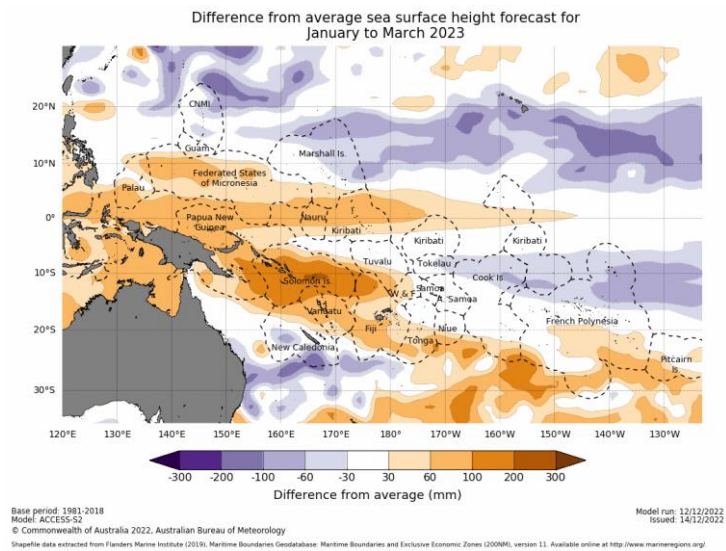 Difference from average sea surface height forecast for
January to March 2023
20°N
10°N
0°
10°S
20°S
30°S
CNMI
Guam
Marshall Is.
Federated States
of Micronesia
Palau
Papua New
Guinea
Nauru
Kiribati
Kiribati
Kiribati
Tuvalu
Tokelau
Solomon Is.
Cook Is.
Samoa
W & F
A. Samoa
Vanuatu
Fiji
Niue
French Polynesia
Tonga
New Caledonia
Pitcairn
Is.
120°E 130°E 140°E 150°E 160°E 170°E 180° 170°W 160°W 150°W 140°W 130°W
-300 -200 -100 -60 -30 30 60 100 200 300
Difference from average (mm)
Base period: 1981-2018
Model: ACCESS-S2
© Commonwealth of Australia 2022, Australian Bureau of Meteorology
Model run: 12/12/2022
Issued: 14/12/2022
Shapefile data extracted from Flanders Marine Institute (2019), Maritime Boundaries Geodatabase: Maritime Boundaries and Exclusive Economic Zones (200NM), version 11. Available online at http://www.marineregions.org/